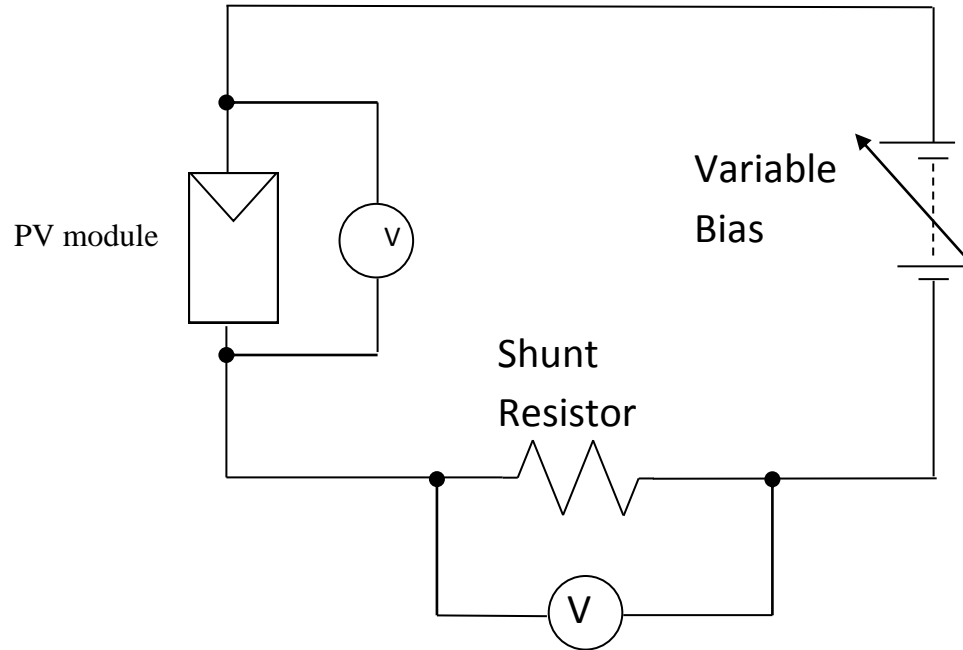 PV module
V
Variable
Bias
Shunt
Resistor
V